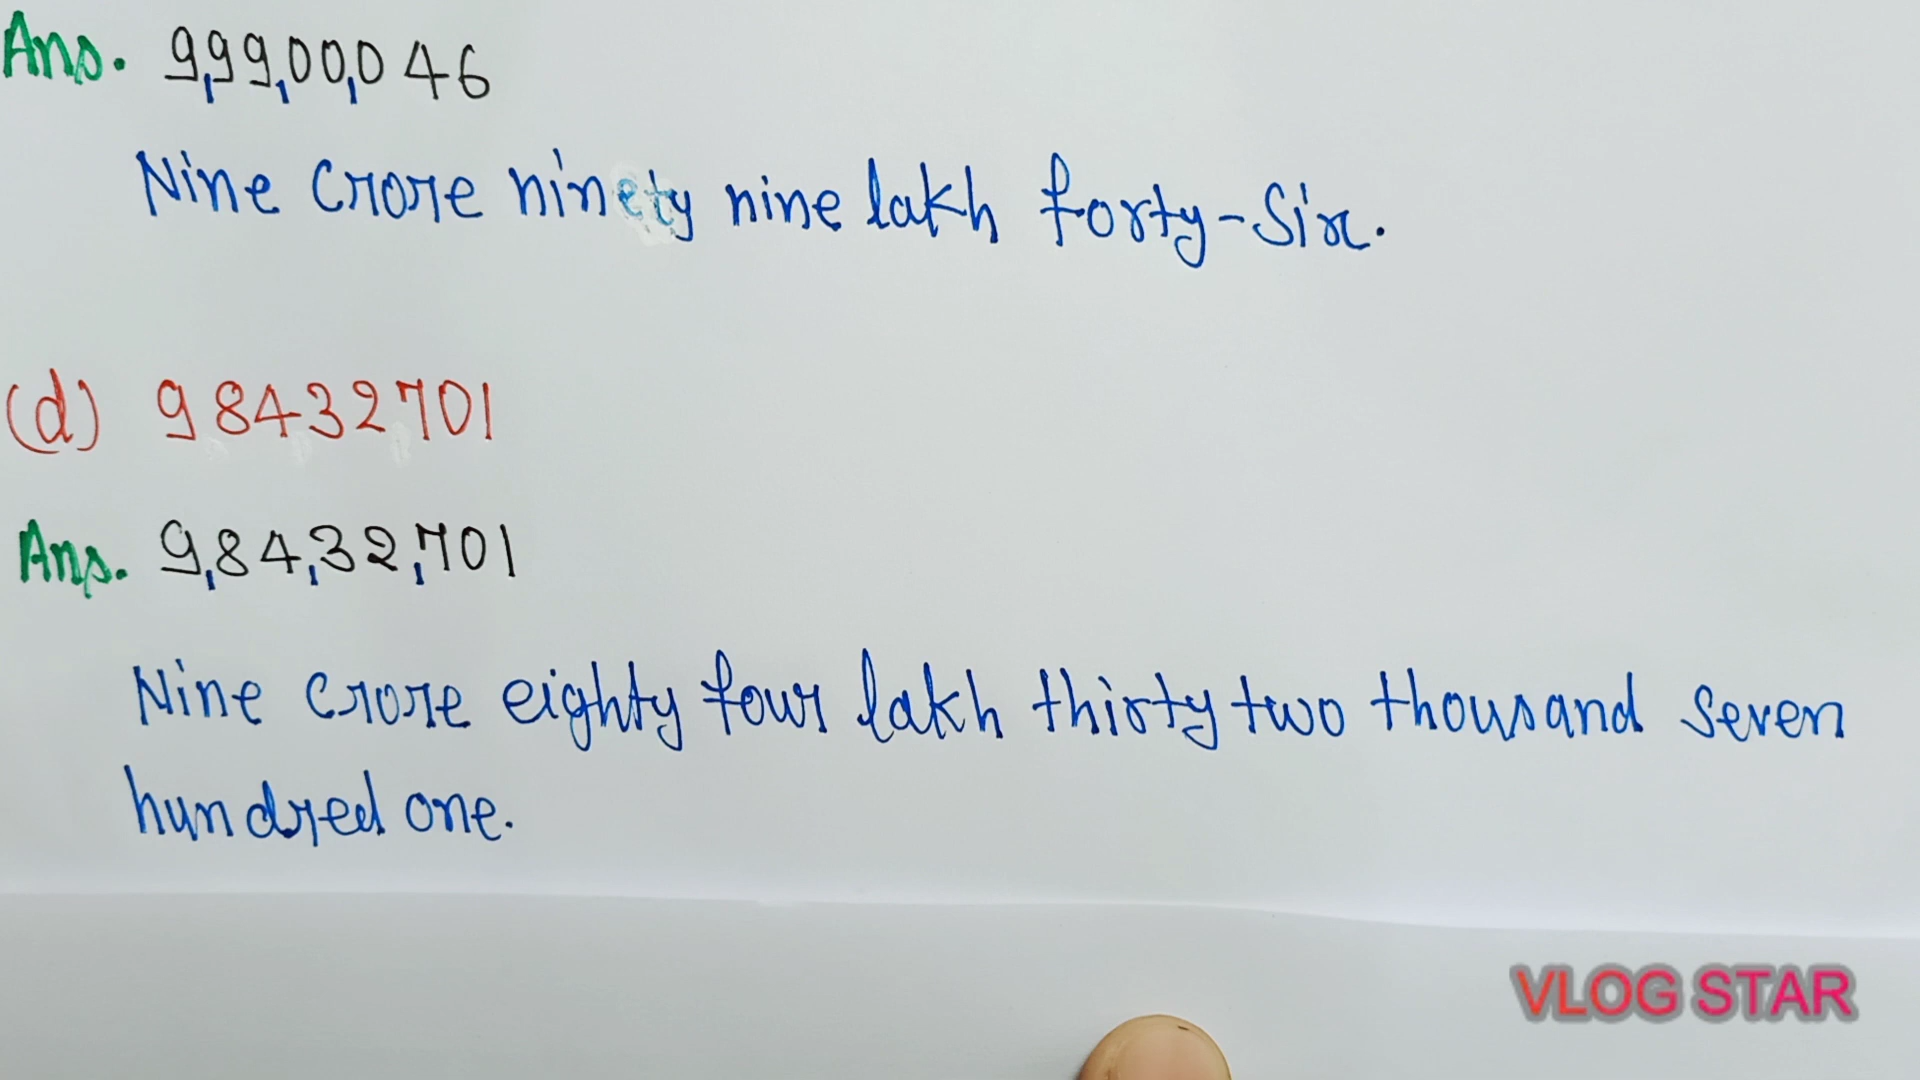 Ans. 9,99,00,046
Nine Crore ninety nine lakh forty-six.
(d) 98432701
Ans. 9,84,32,701
Nine Crore eighty four lakh thirty two thousand seven
hundred one.
VLOG STAR